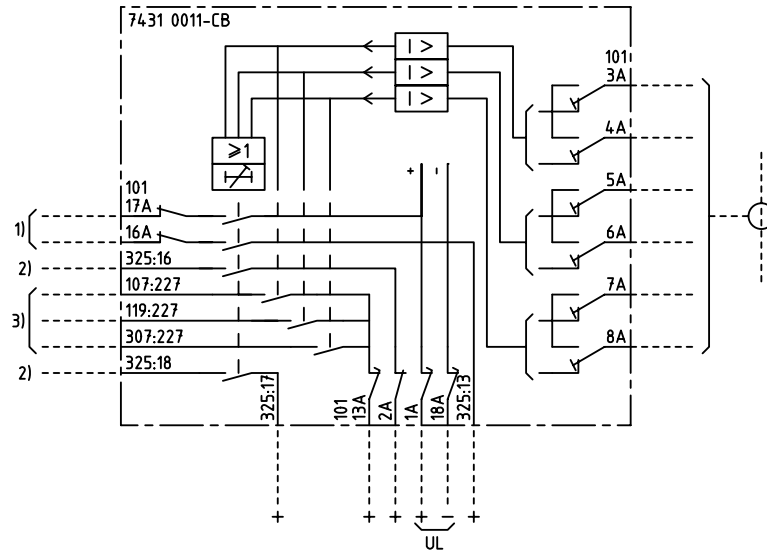 7431 0011-CB
I >
I >
I >
≥1
101
3A
4A
5A
6A
7A
8A
+ -
101
17A
16A
325:16
107:227
119:227
307:227
325:18
1)
2)
3)
2)
325:17
101
13A
2A
1A
18A
325:13
+ + + + - +
UL